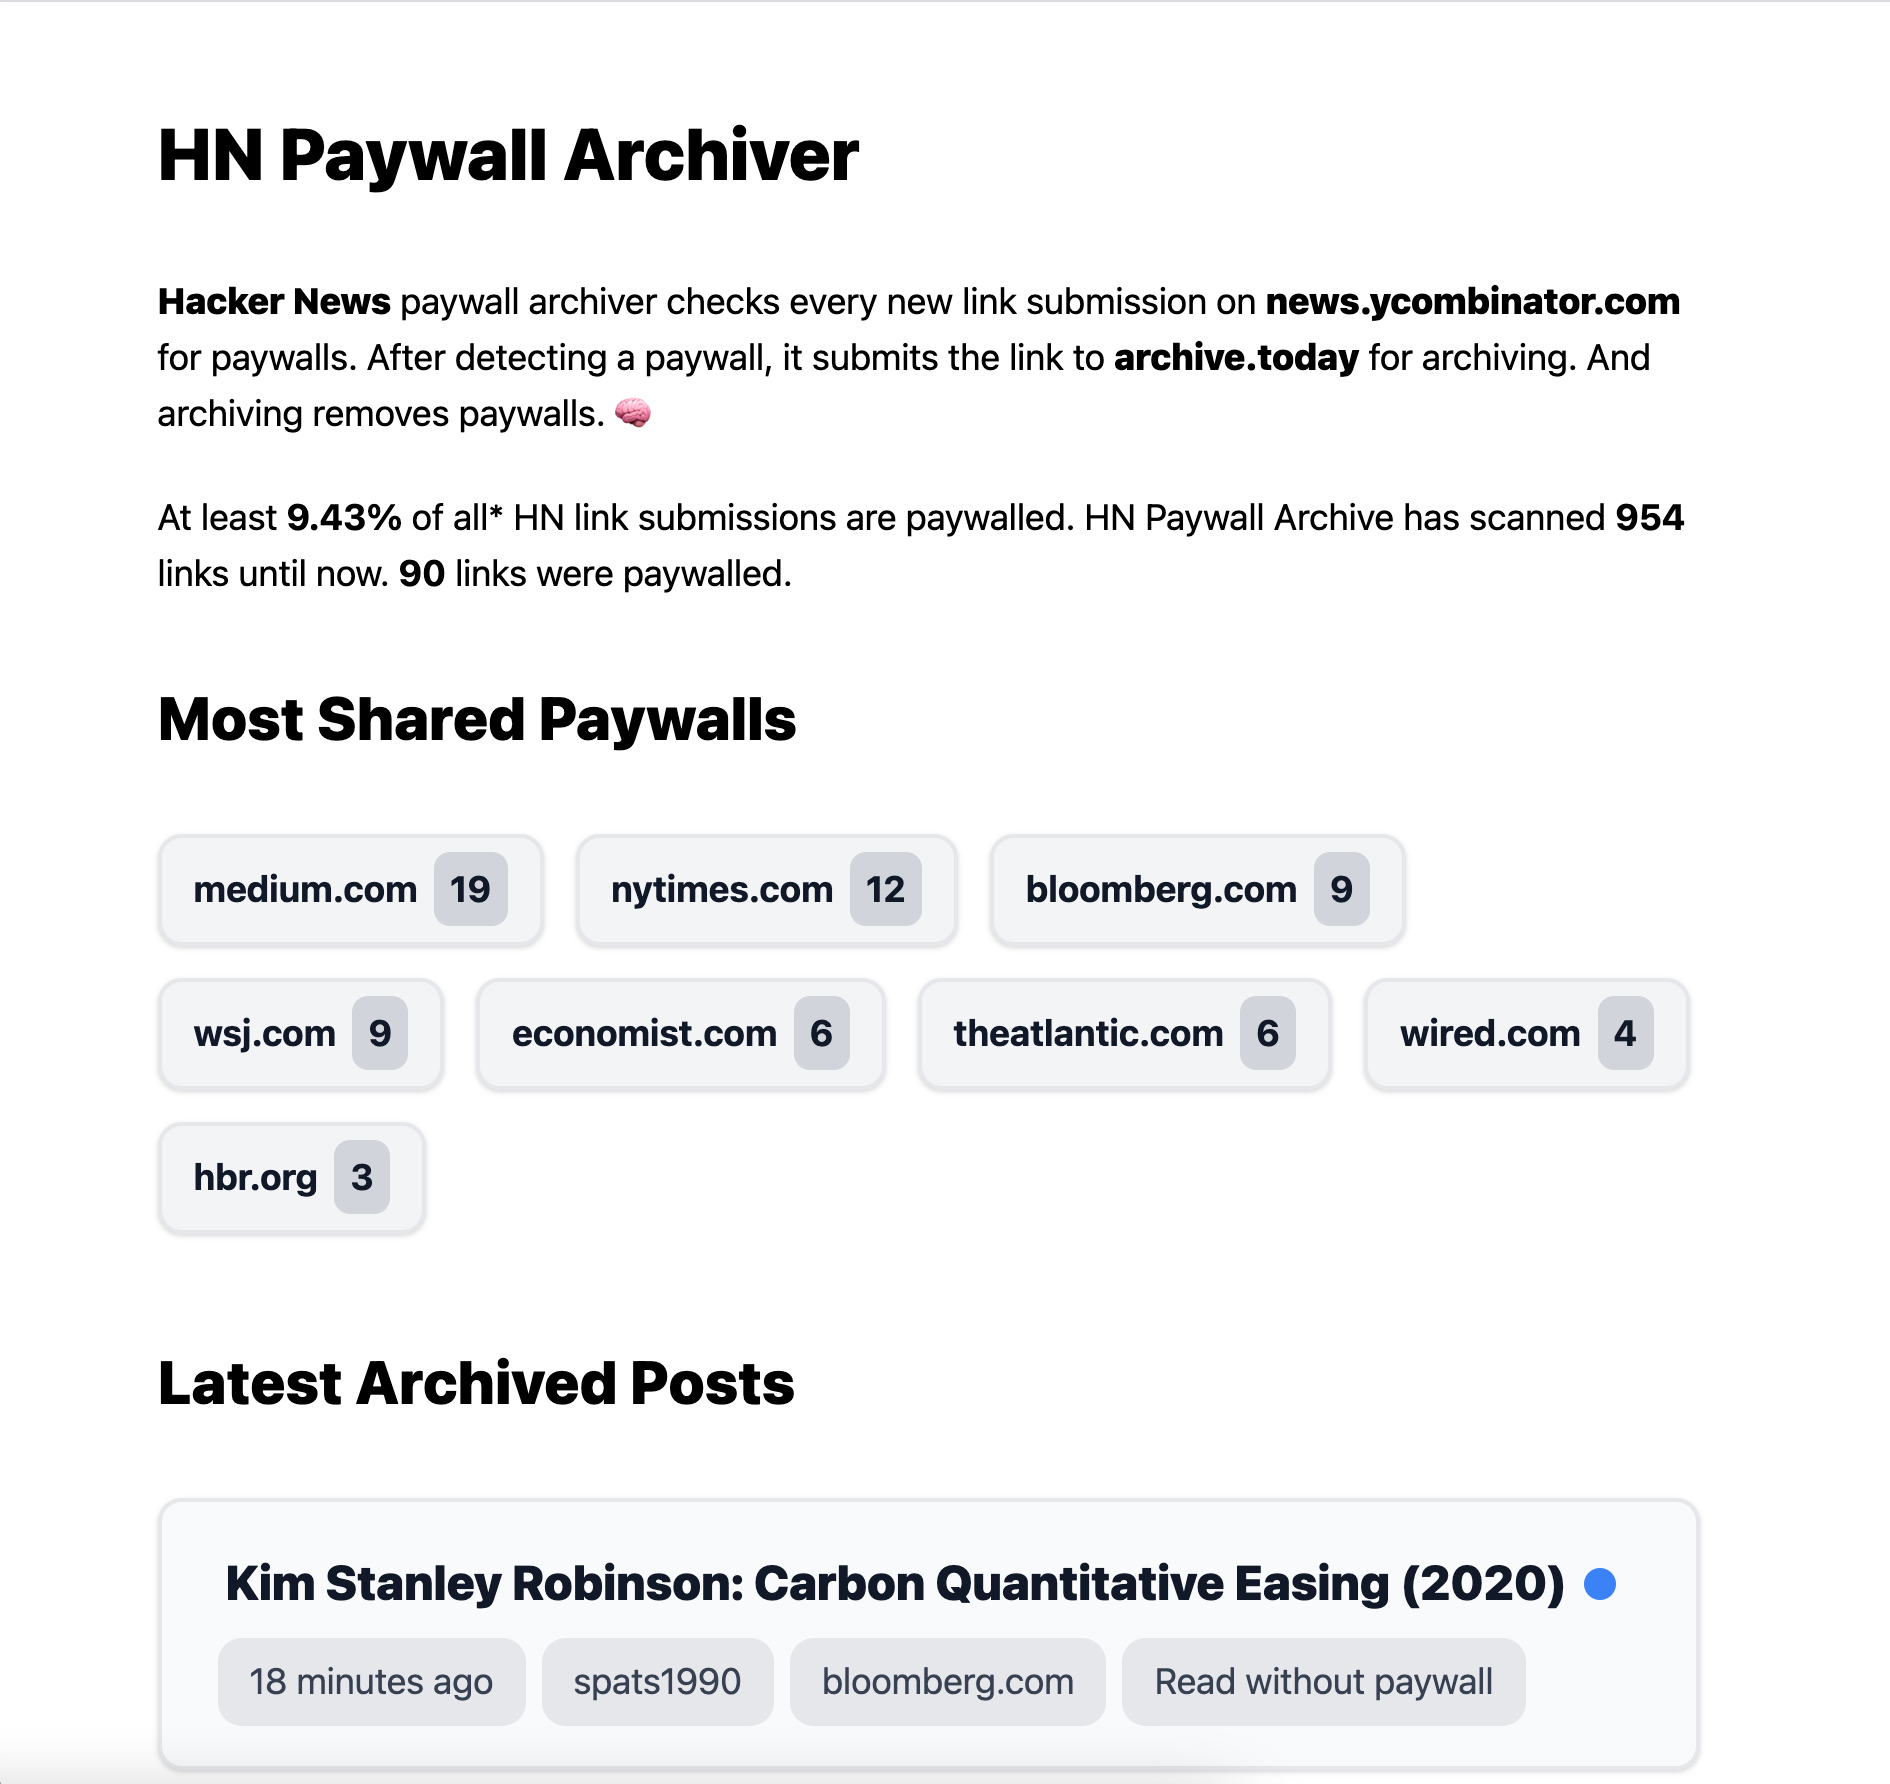 HN Paywall Archiver
Hacker News paywall archiver checks every new link submission on news.ycombinator.com
for paywalls. After detecting a paywall, it submits the link to archive.today for archiving. And
archiving removes paywalls. 🧠
At least 9.43% of all* HN link submissions are paywalled. HN Paywall Archive has scanned 954
links until now. 90 links were paywalled.
Most Shared Paywalls
medium.com 19 nytimes.com 12 bloomberg.com 9
wsj.com 9 economist.com 6 theatlantic.com 6 wired.com 4
hbr.org 3
Latest Archived Posts
Kim Stanley Robinson: Carbon Quantitative Easing (2020)
18 minutes ago spats1990 bloomberg.com Read without paywall